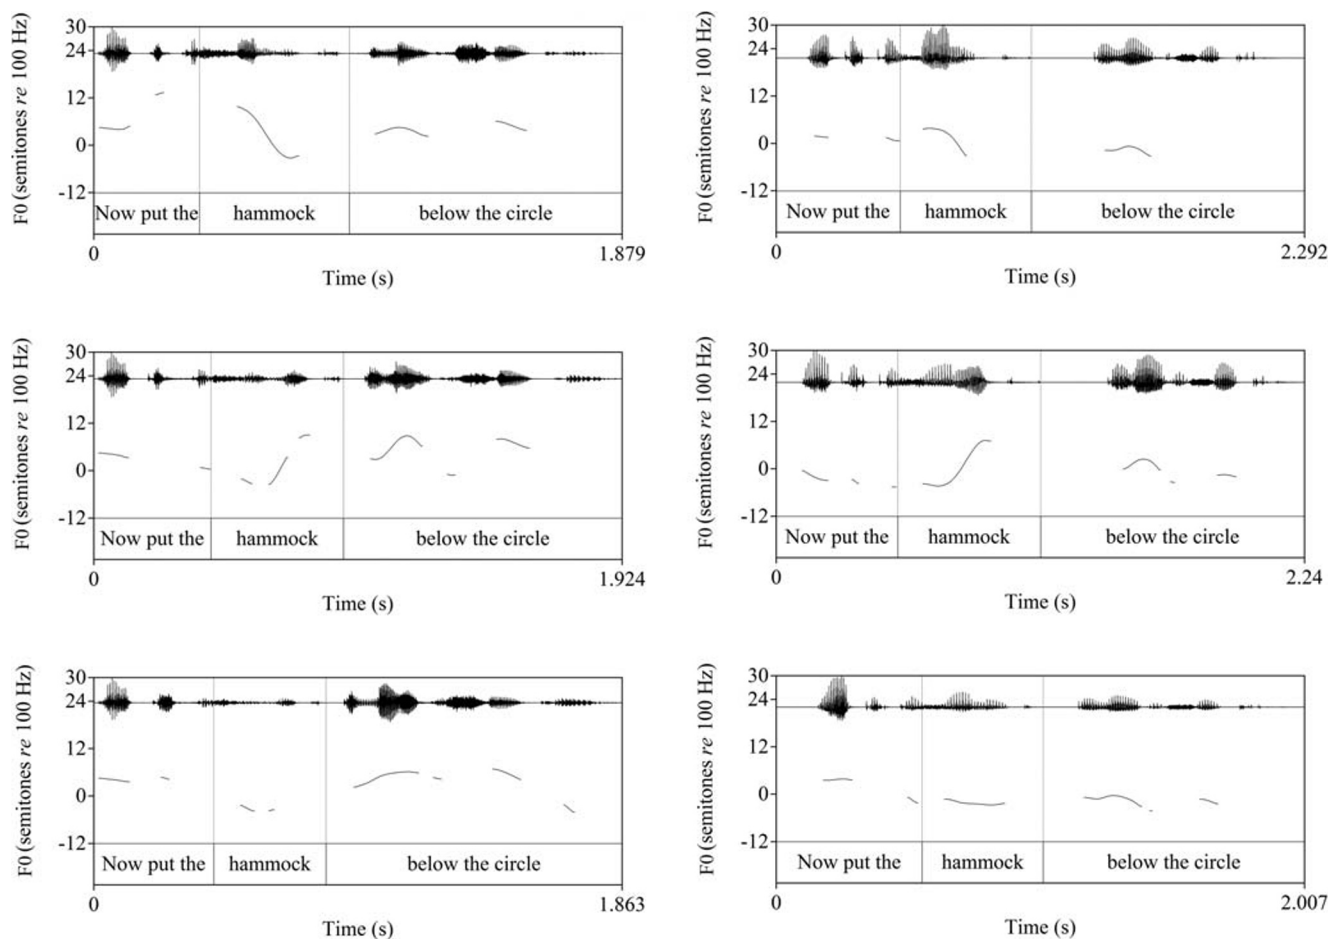 F0 (semitones re 100 Hz)
30
24
12
0
-12
Now put the hammock below the circle
0 1.879
Time (s)
F0 (semitones re 100 Hz)
30
24
12
0
-12
Now put the hammock below the circle
0 2.292
Time (s)
F0 (semitones re 100 Hz)
30
24
12
0
-12
Now put the hammock below the circle
0 1.924
Time (s)
F0 (semitones re 100 Hz)
30
24
12
0
-12
Now put the hammock below the circle
0 2.24
Time (s)
F0 (semitones re 100 Hz)
30
24
12
0
-12
Now put the hammock below the circle
0 1.863
Time (s)
F0 (semitones re 100 Hz)
30
24
12
0
-12
Now put the hammock below the circle
0 2.007
Time (s)